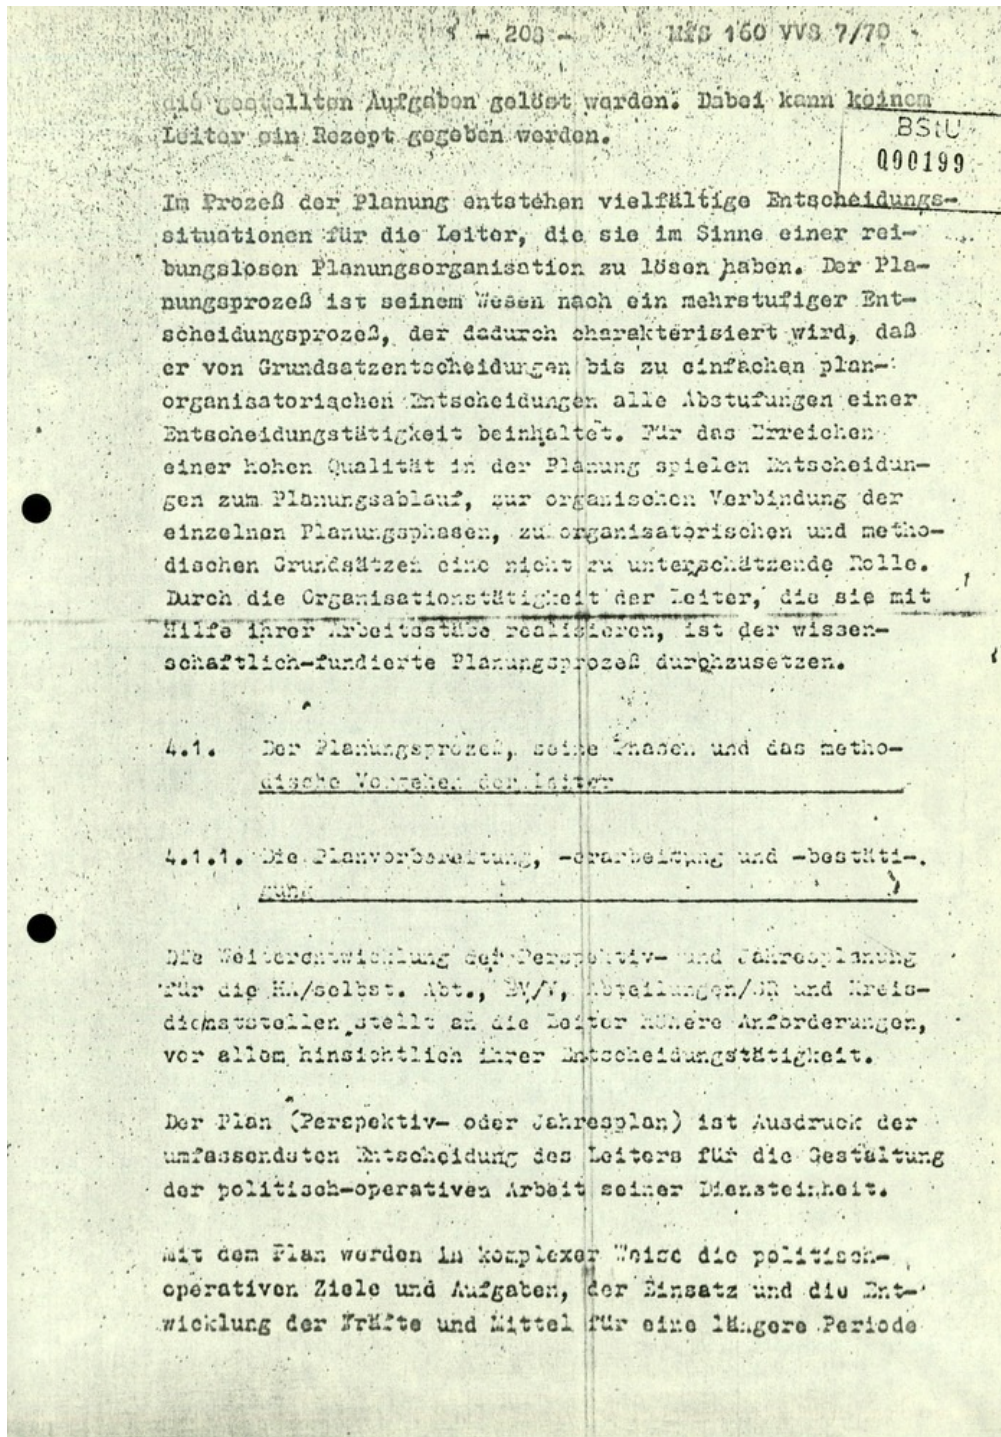 - 208 - MfS 160 VVS 7/70
die gestellten Aufgaben gelöst werden. Dabei kann keinem
Leiter ein Rezept gegeben werden.
BStU
000199
Im Prozeß der Planung entstehen vielfältige Entscheidungs-
situationen für die Leiter, die sie im Sinne einer rei-
bungslosen Planungsorganisation zu lösen haben. Der Pla-
nungsprozeß ist seinem Wesen nach ein mehrstufiger Ent-
scheidungsprozeß, der dadurch charakterisiert wird, daß
er von Grundsatzentscheidungen bis zu einfachen plan-
organisatorischen Entscheidungen alle Abstufungen einer
Entscheidungstätigkeit beinhaltet. Für das Erreichen
einer hohen Qualität in der Planung spielen Entscheidun-
gen zum Planungsablauf, zur organischen Verbindung der
einzelnen Planungsphasen, zu organisatorischen und metho-
dischen Grundsätzen eine nicht zu unterschätzende Rolle.
Durch die Organisationstätigkeit der Leiter, die sie mit
Hilfe ihrer Arbeitsstäbe realisieren, ist der wissen-
schaftlich-fundierte Planungsprozeß durchzusetzen.
4.1. Der Planungsprozeß, seine Phasen und das metho-
dische Vorgehen der Leiter
4.1.1. Die Planvorbereitung, -erarbeitung und -bestäti-
gung
Die Weiterentwicklung der Perspektiv- und Jahresplanung
für die HA/selbst. Abt., BV/V, Abteilungen/SR und Kreis-
dienststellen stellt an die Leiter höhere Anforderungen,
vor allem hinsichtlich ihrer Entscheidungstätigkeit.
Der Plan (Perspektiv- oder Jahresplan) ist Ausdruck der
umfassendsten Entscheidung des Leiters für die Gestaltung
der politisch-operativen Arbeit seiner Diensteinheit.
Mit dem Plan werden in komplexer Weise die politisch-
operativen Ziele und Aufgaben, der Einsatz und die Ent-
wicklung der Kräfte und Mittel für eine längere Periode